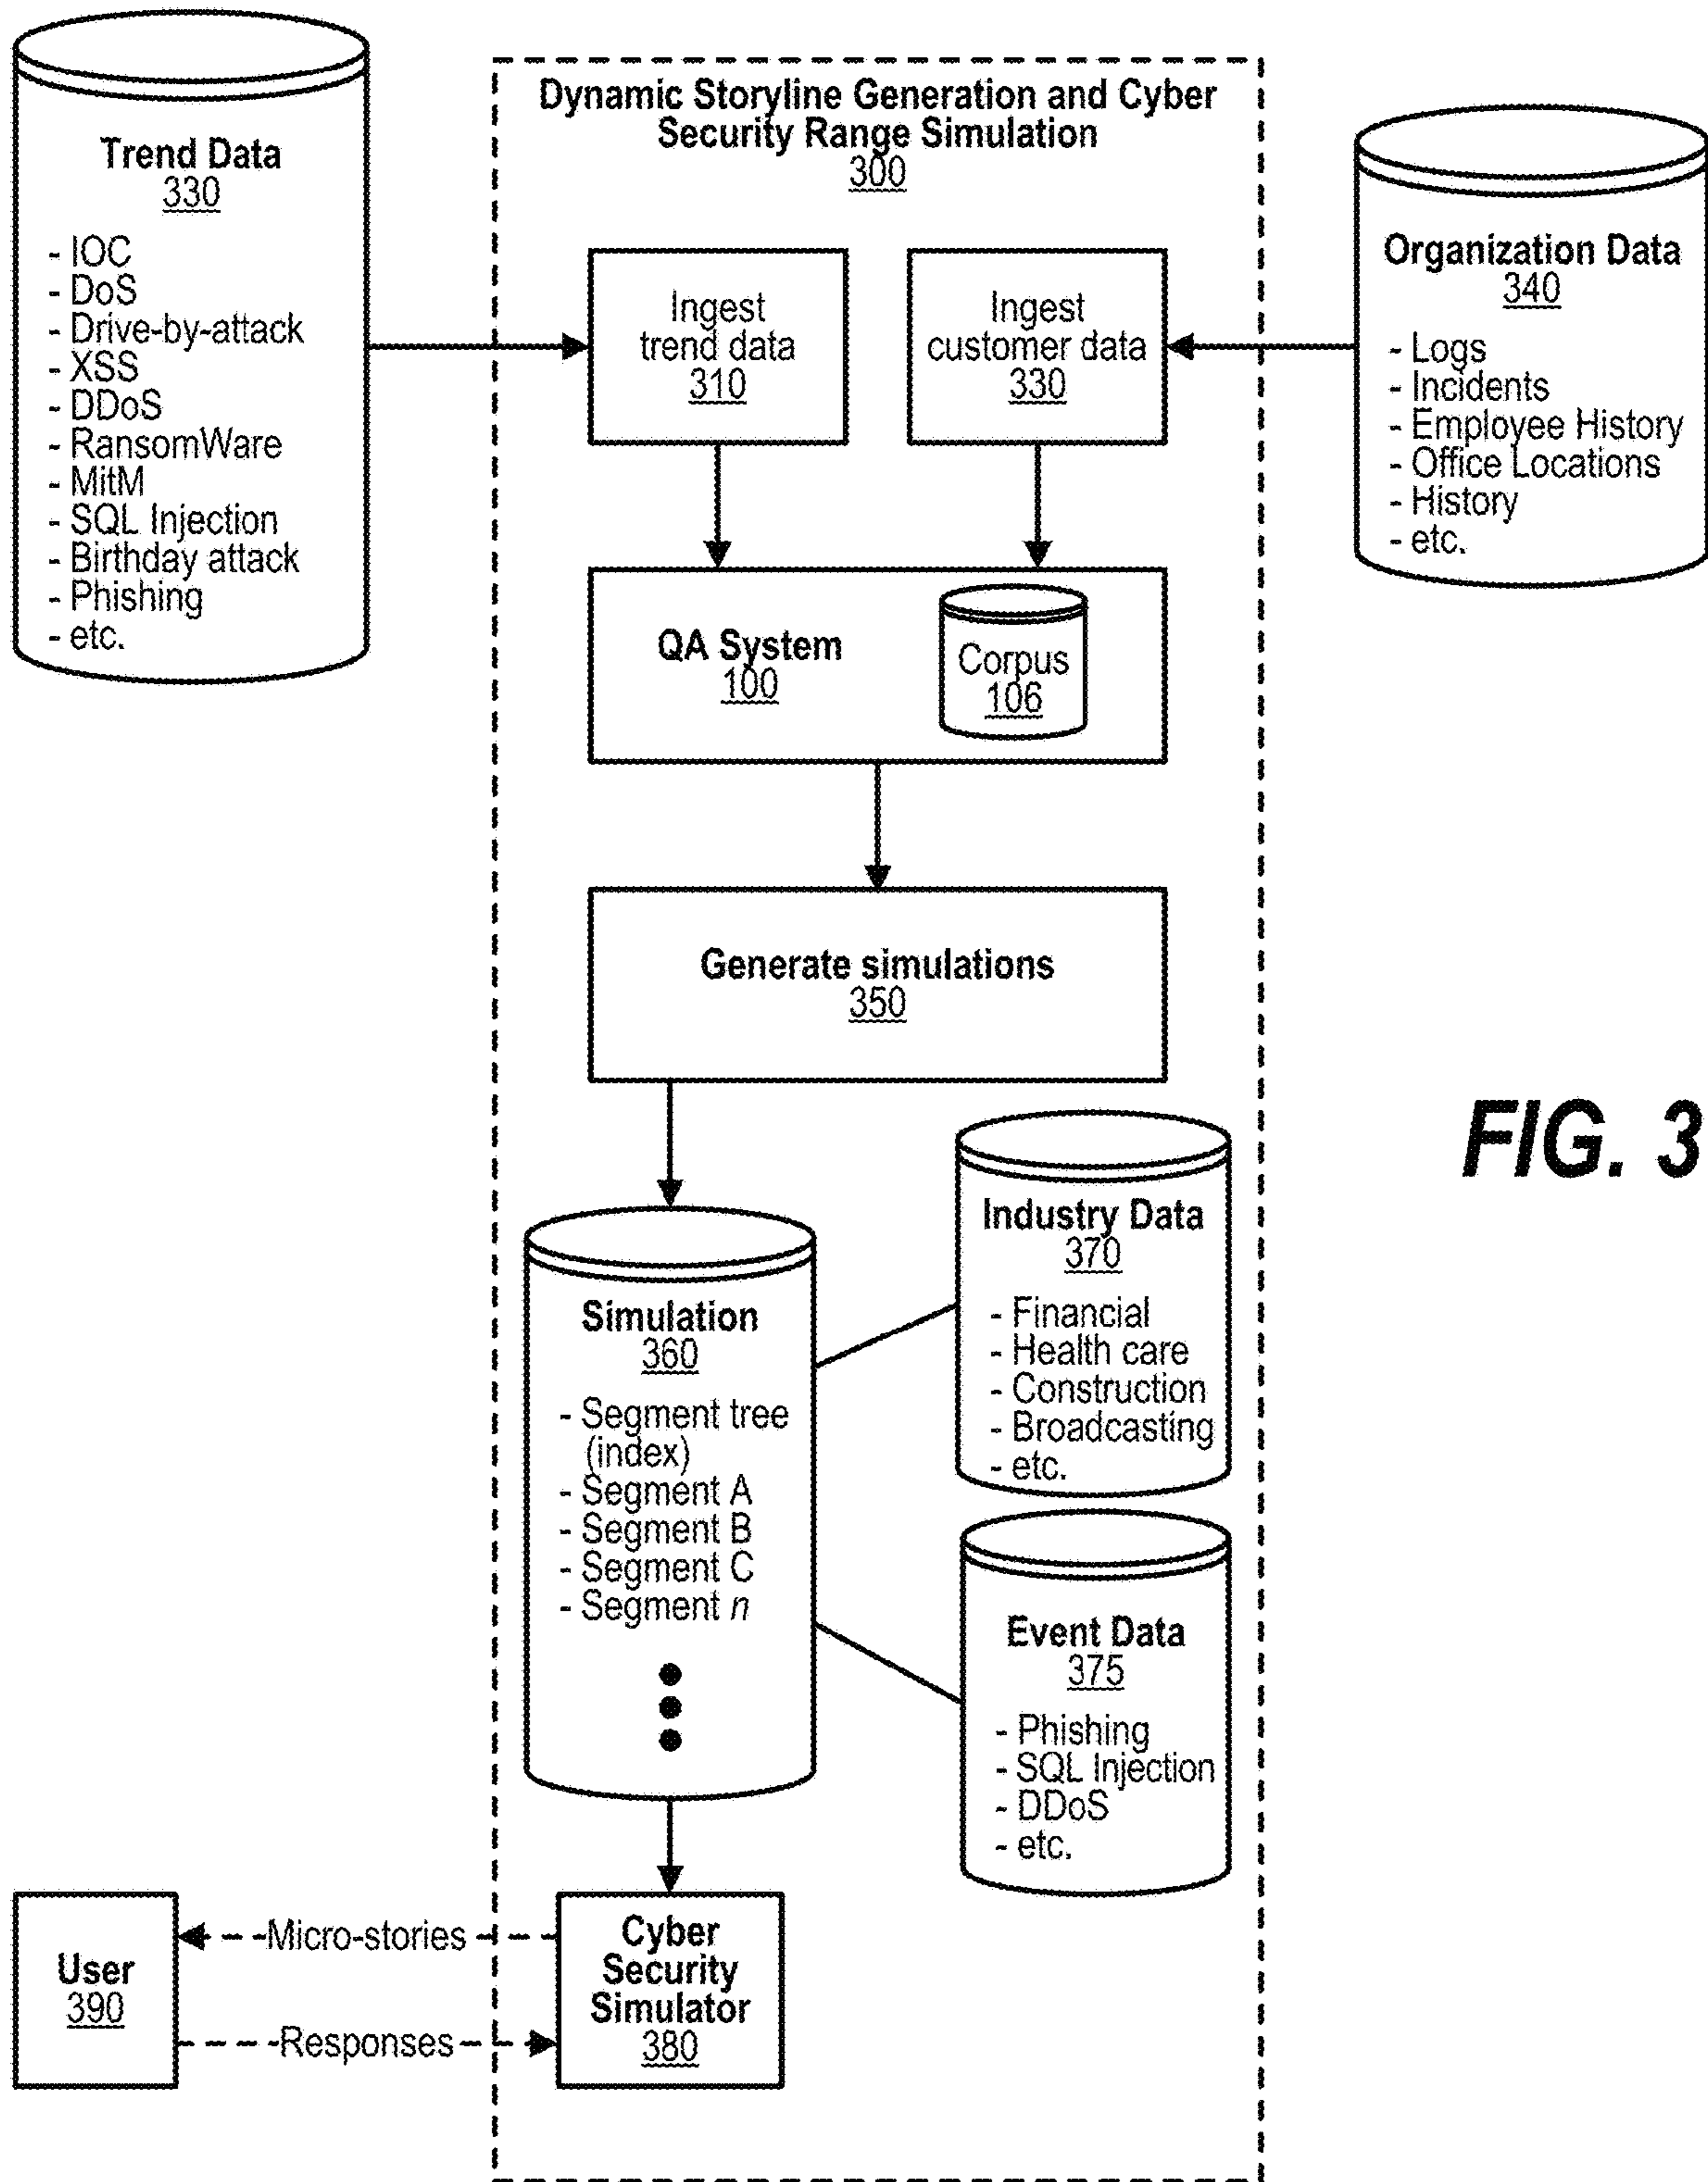 Trend Data
330
- IOC
- DoS
- Drive-by-attack
- XSS
- DDoS
- RansomWare
- MitM
- SQL Injection
- Birthday attack
- Phishing
- etc.
Dynamic Storyline Generation and Cyber
Security Range Simulation
300
Ingest
trend data
310
Ingest
customer data
330
Organization Data
340
- Logs
- Incidents
- Employee History
- Office Locations
- History
- etc.
QA System
100
Corpus
106
Generate simulations
350
FIG. 3
Simulation
360
- Segment tree
(index)
- Segment A
- Segment B
- Segment C
- Segment n
Industry Data
370
- Financial
- Health care
- Construction
- Broadcasting
- etc.
Event Data
375
- Phishing
- SQL Injection
- DDoS
- etc.
User
390
Micro-stories
Responses
Cyber
Security
Simulator
380